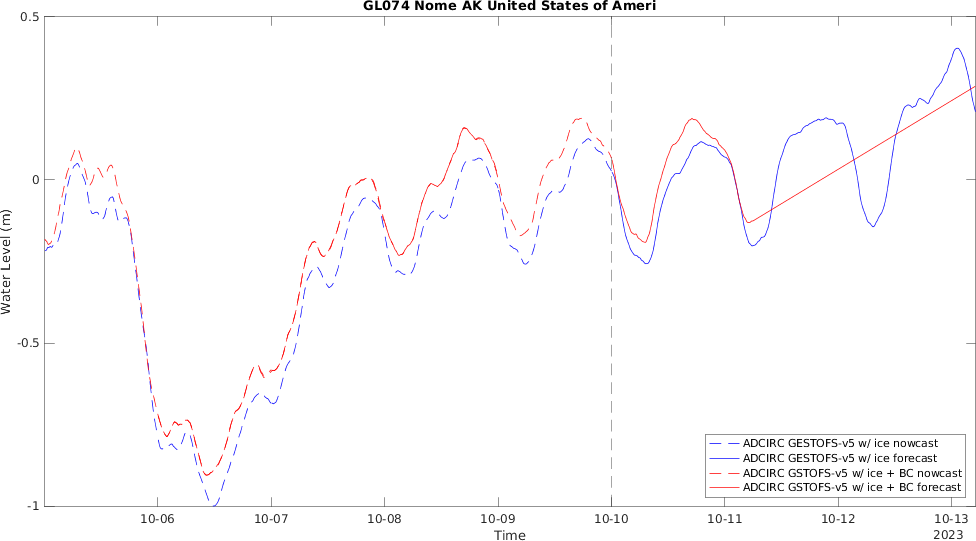 GL074 Nome AK United States of Ameri
0.5
0
-0.5
-1
Water Level (m)
10-06 10-07 10-08 10-09 10-10 10-11 10-12 10-13
2023
Time
ADCIRC GESTOFS-v5 w/ ice nowcast
ADCIRC GESTOFS-v5 w/ ice forecast
ADCIRC GSTOFS-v5 w/ ice + BC nowcast
ADCIRC GSTOFS-v5 w/ ice + BC forecast